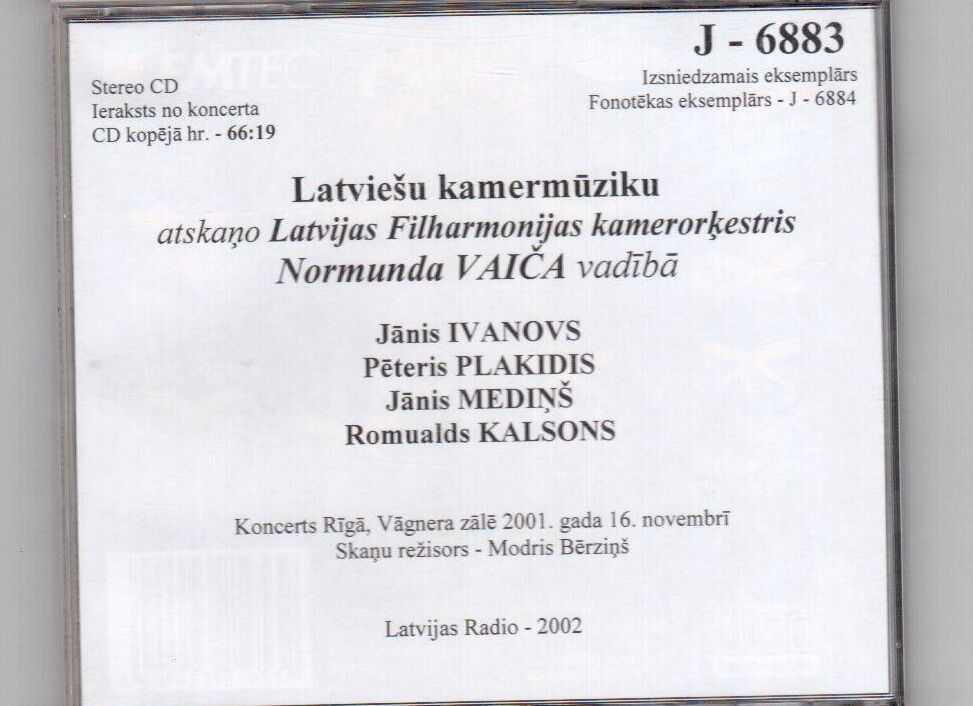 J - 6883
Izsniedzamais eksemplārs
Fonotēkas eksemplārs - J - 6884
Stereo CD
Ieraksts no koncerta
CD kopējā hr. - 66:19
Latviešu kamermūziku
atskaņo Latvijas Filharmonijas kamerorķestris
Normunda VAIČA vadībā
Jānis IVANOVS
Pēteris PLAKIDIS
Jānis MEDIŅŠ
Romualds KALSONS
Koncerts Rīgā, Vāgnera zālē 2001. gada 16. novembrī
Skaņu režisors - Modris Bērziņš
Latvijas Radio - 2002
EMTEC